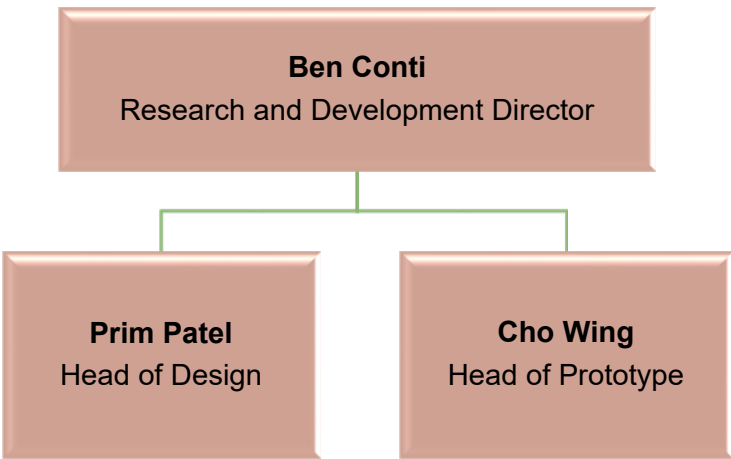 Ben Conti
Research and Development Director
Prim Patel
Head of Design
Cho Wing
Head of Prototype